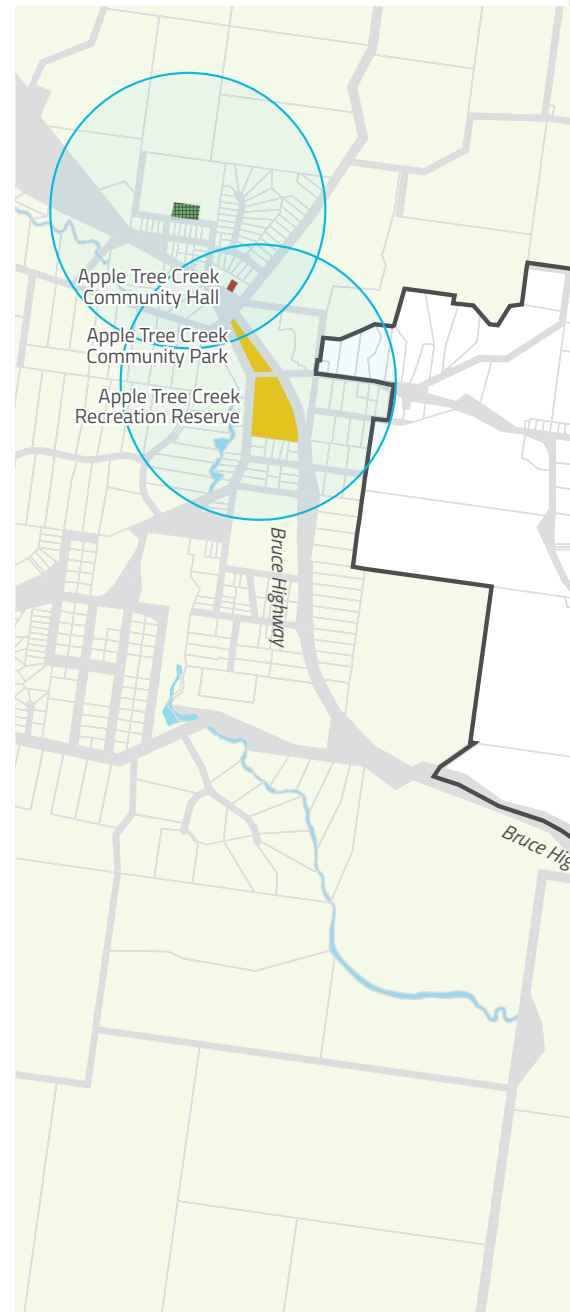 Apple Tree Creek
Community Hall
Apple Tree Creek
Community Park
Apple Tree Creek
Recreation Reserve
Bruce Highway
Bruce Hig